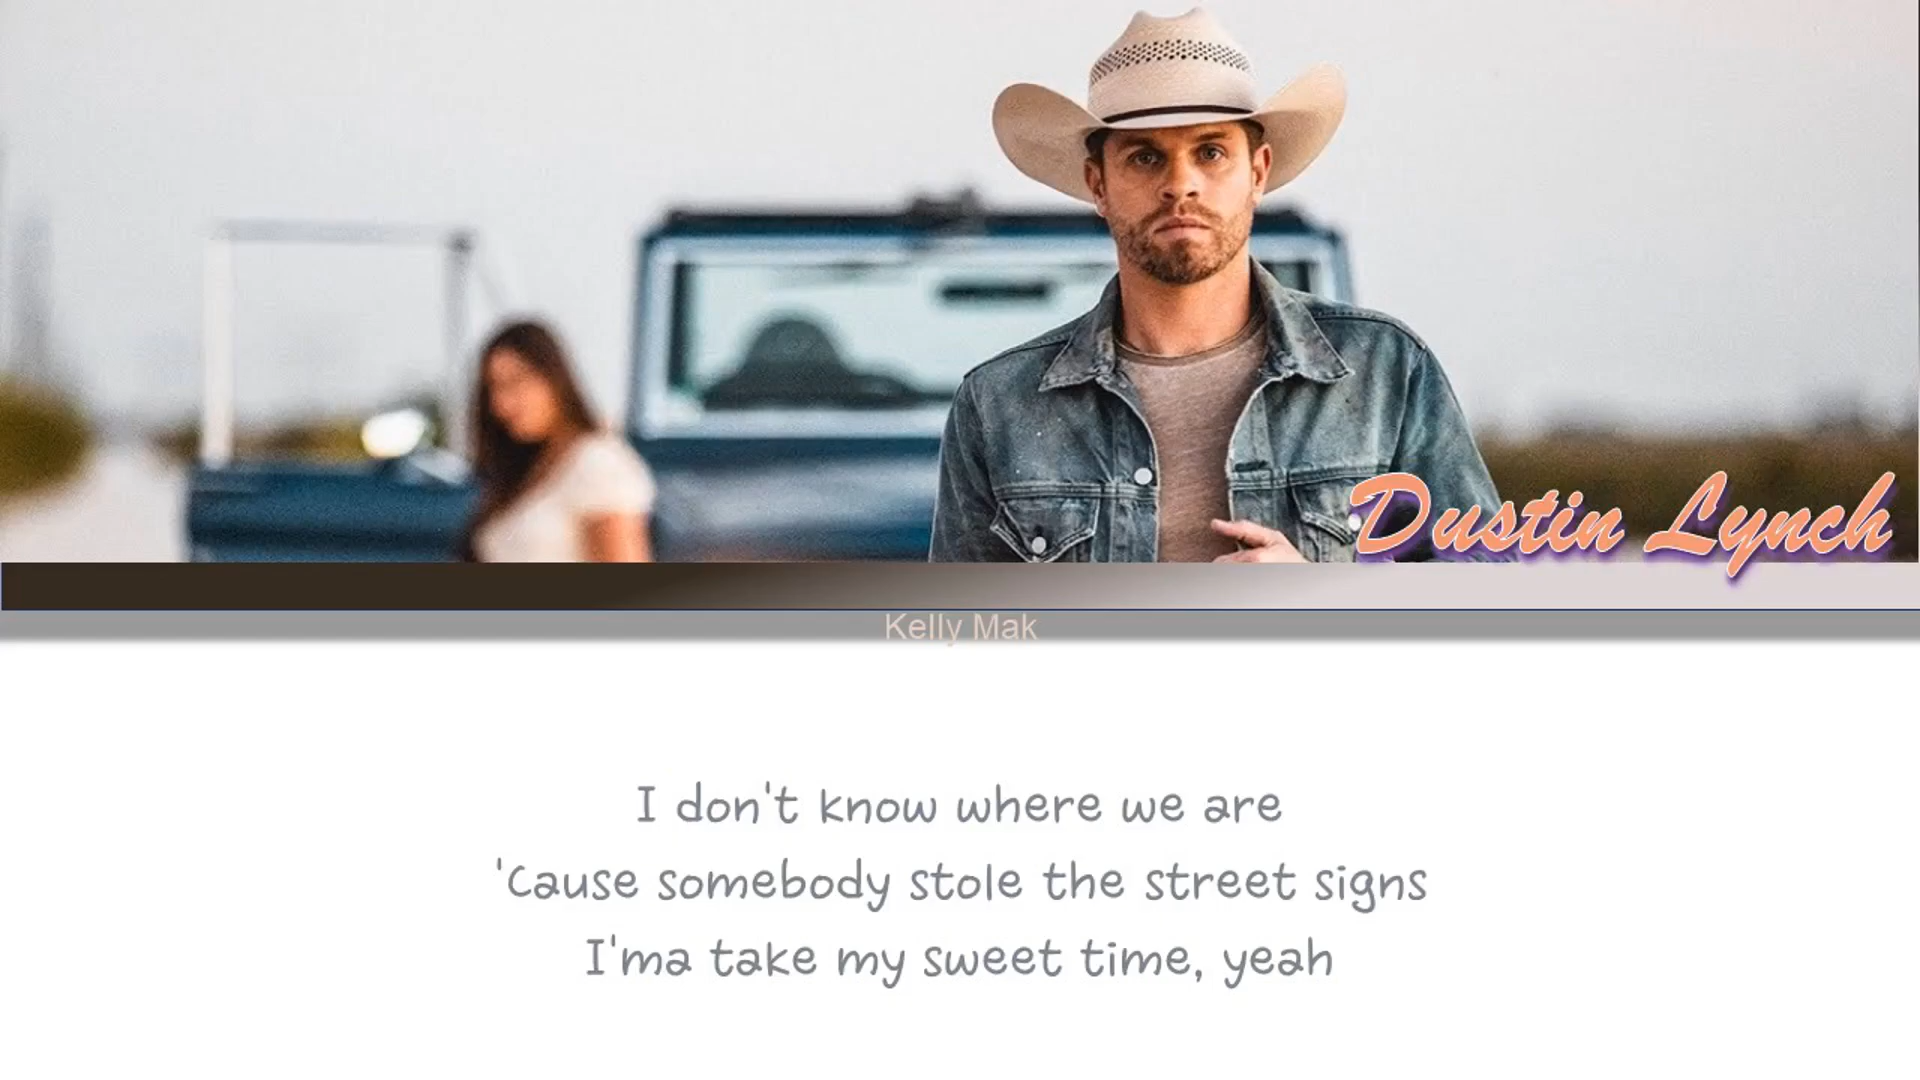 Dustin Lynch
Kelly Mak
I don't know where we are
'Cause somebody stole the street signs
I'ma take my sweet time, yeah